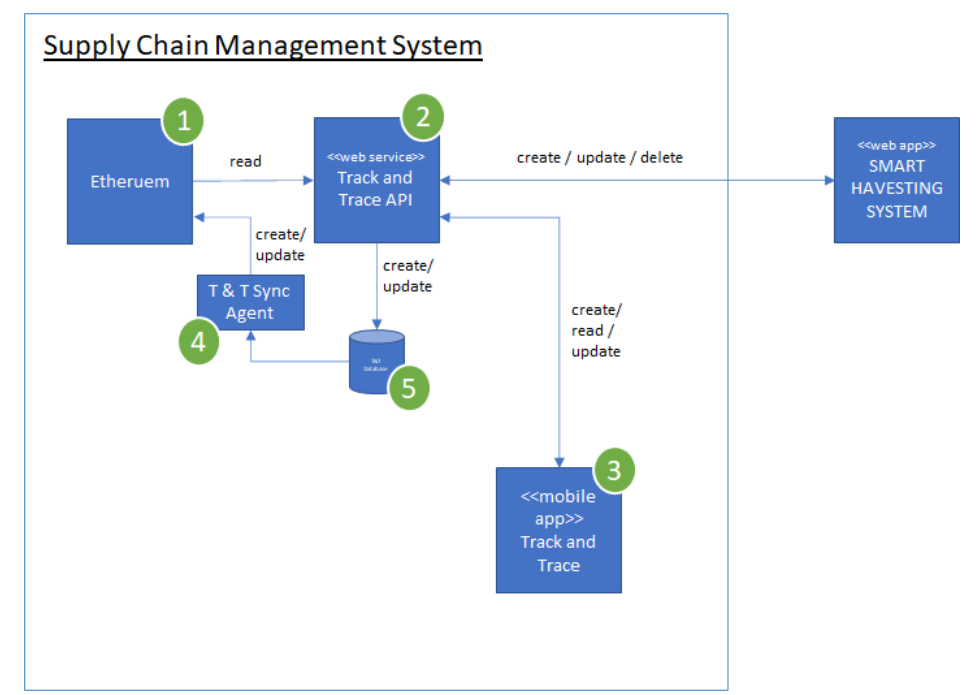 Supply Chain Management System
1
Etheruem
read
2
<<web service>>
Track and
Trace API
create / update / delete
<<web app>>
SMART
HAVESTING
SYSTEM
create/
update
create/
update
T & T Sync
Agent
4
Database
5
create/
read /
update
3
<<mobile
app>>
Track and
Trace